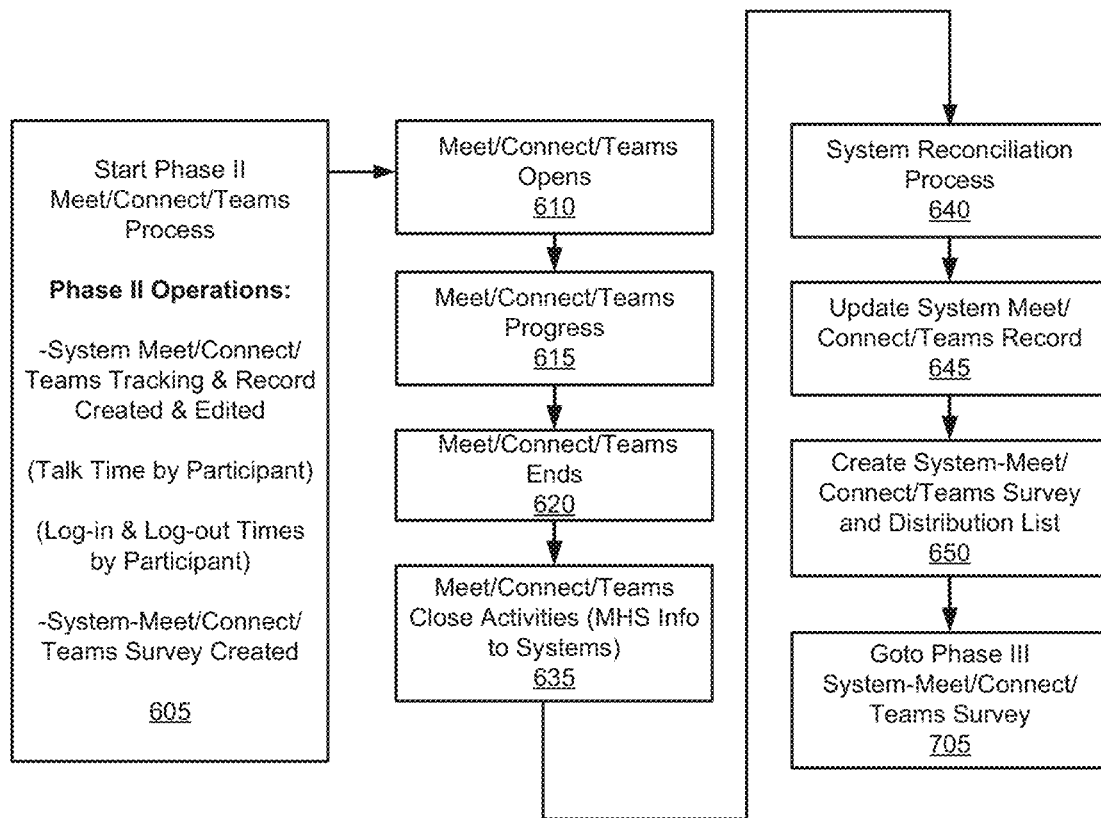 Start Phase II
Meet/Connect/Teams
Process
Phase II Operations:
-System Meet/Connect/
Teams Tracking & Record
Created & Edited
(Talk Time by Participant)
(Log-in & Log-out Times
by Participant)
-System-Meet/Connect/
Teams Survey Created
605
Meet/Connect/Teams
Opens
610
Meet/Connect/Teams
Progress
615
Meet/Connect/Teams
Ends
620
Meet/Connect/Teams
Close Activities (MHS Info
to Systems)
635
System Reconciliation
Process
640
Update System Meet/
Connect/Teams Record
645
Create System-Meet/
Connect/Teams Survey
and Distribution List
650
Goto Phase III
System-Meet/Connect/
Teams Survey
705